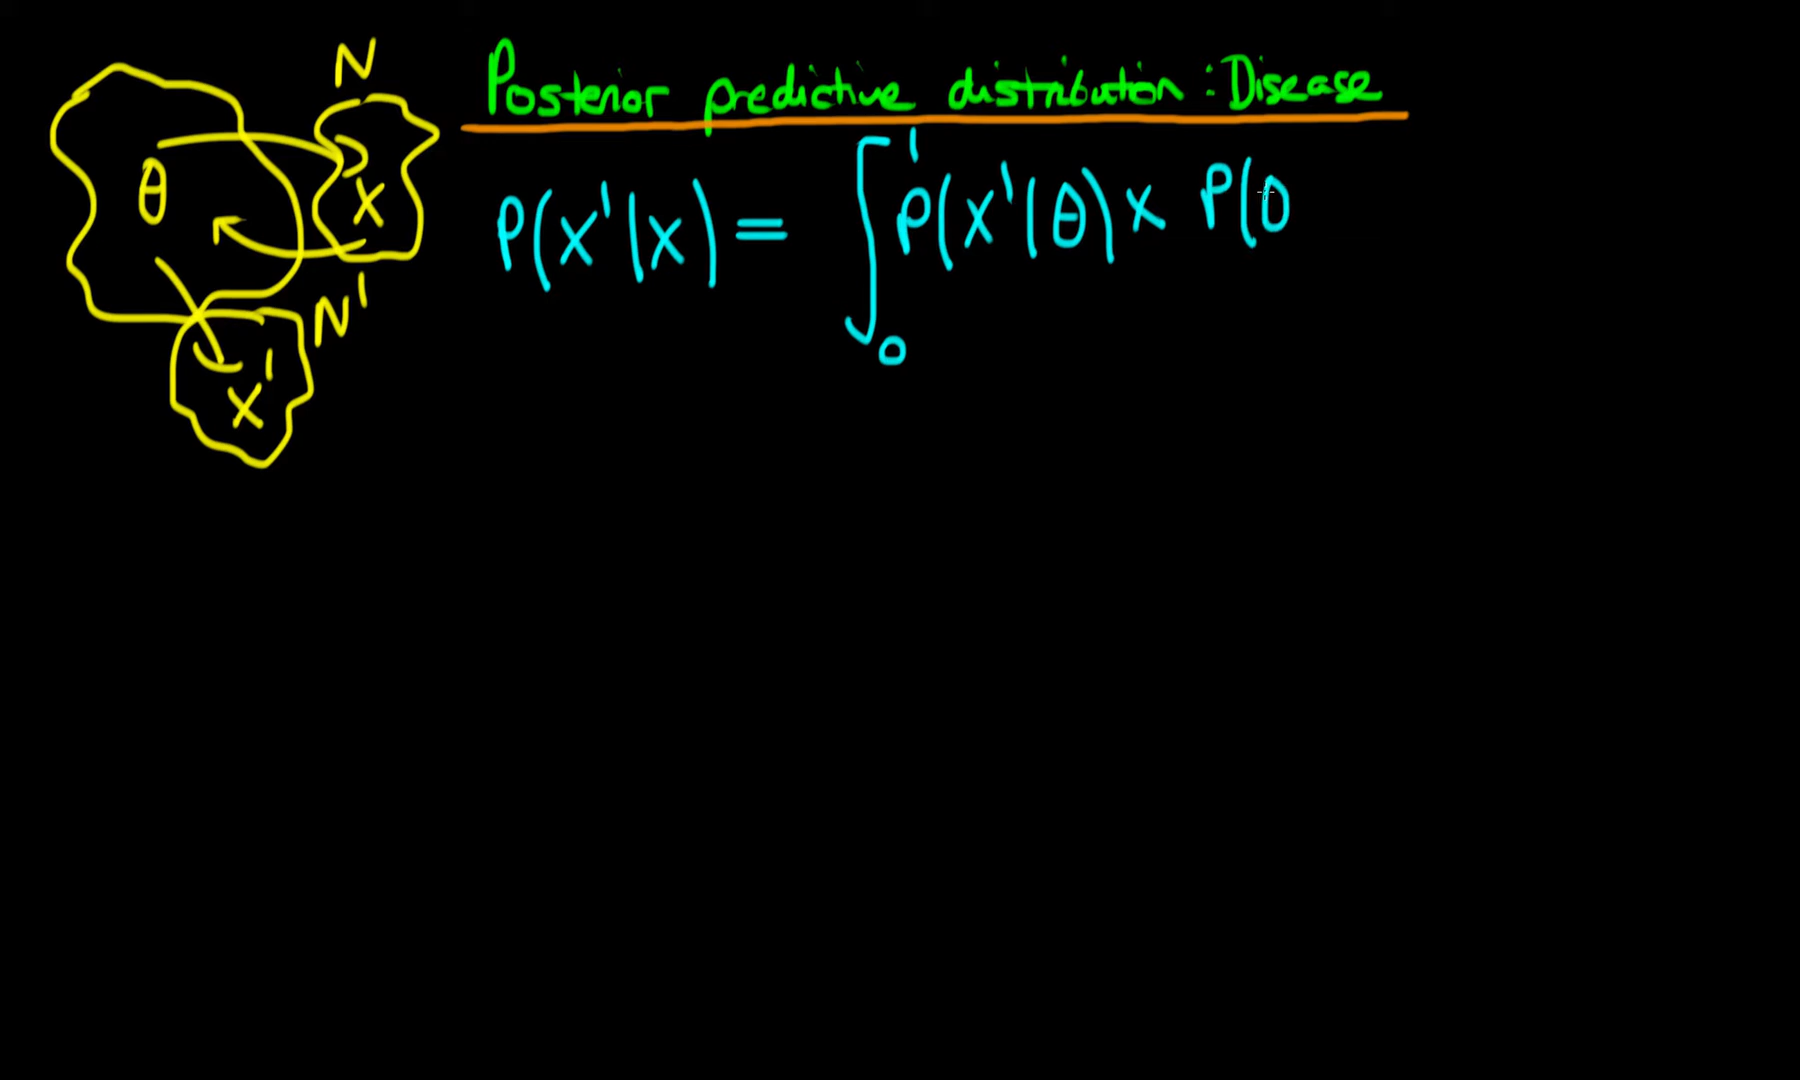 N
Posterior predictive distribution: Disease
θ
X
P(X'|X) = ∫₀¹ P(X'|θ) x P(θ
N'
X'